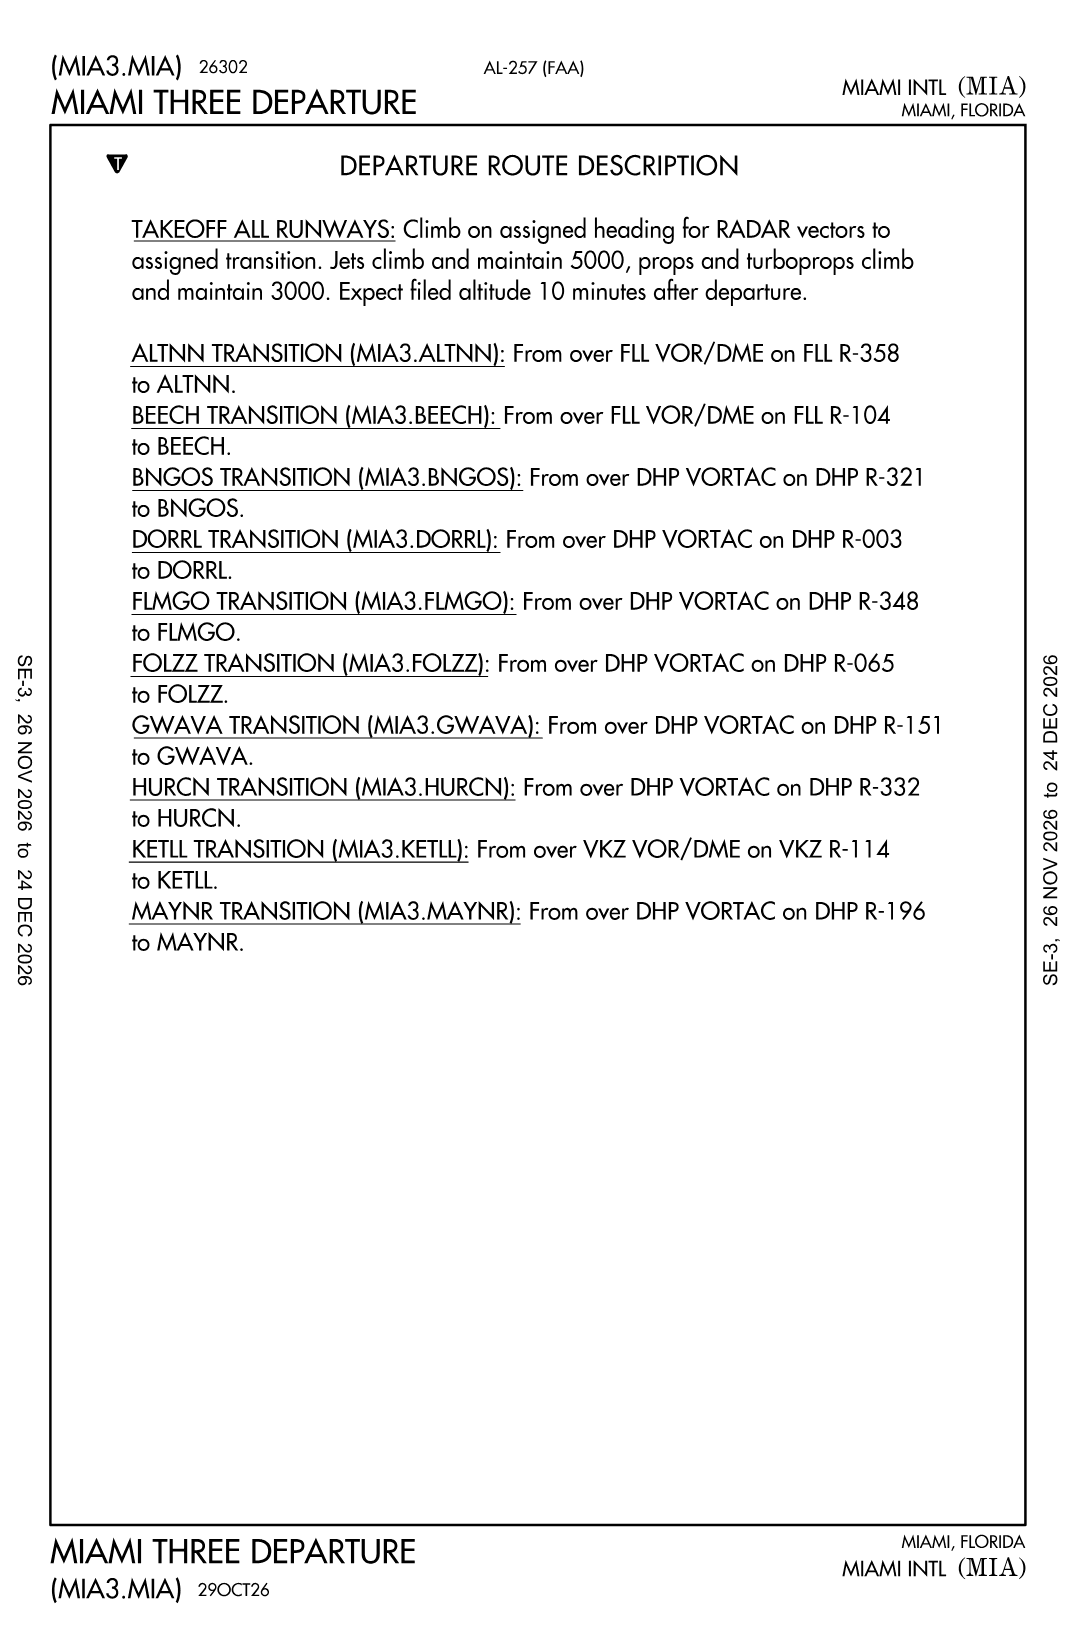 (MIA3.MIA) 26302
AL-257 (FAA)
MIAMI INTL (MIA)
MIAMI THREE DEPARTURE
MIAMI, FLORIDA
T
DEPARTURE ROUTE DESCRIPTION
TAKEOFF ALL RUNWAYS: Climb on assigned heading for RADAR vectors to
assigned transition. Jets climb and maintain 5000, props and turboprops climb
and maintain 3000. Expect filed altitude 10 minutes after departure.
ALTNN TRANSITION (MIA3.ALTNN): From over FLL VOR/DME on FLL R-358
to ALTNN.
BEECH TRANSITION (MIA3.BEECH): From over FLL VOR/DME on FLL R-104
to BEECH.
BNGOS TRANSITION (MIA3.BNGOS): From over DHP VORTAC on DHP R-321
to BNGOS.
DORRL TRANSITION (MIA3.DORRL): From over DHP VORTAC on DHP R-003
to DORRL.
FLMGO TRANSITION (MIA3.FLMGO): From over DHP VORTAC on DHP R-348
to FLMGO.
FOLZZ TRANSITION (MIA3.FOLZZ): From over DHP VORTAC on DHP R-065
to FOLZZ.
GWAVA TRANSITION (MIA3.GWAVA): From over DHP VORTAC on DHP R-151
to GWAVA.
HURCN TRANSITION (MIA3.HURCN): From over DHP VORTAC on DHP R-332
to HURCN.
KETLL TRANSITION (MIA3.KETLL): From over VKZ VOR/DME on VKZ R-114
to KETLL.
MAYNR TRANSITION (MIA3.MAYNR): From over DHP VORTAC on DHP R-196
to MAYNR.
SE-3, 26 NOV 2026 to 24 DEC 2026
SE-3, 26 NOV 2026 to 24 DEC 2026
MIAMI THREE DEPARTURE
MIAMI, FLORIDA
MIAMI INTL (MIA)
(MIA3.MIA) 29OCT26